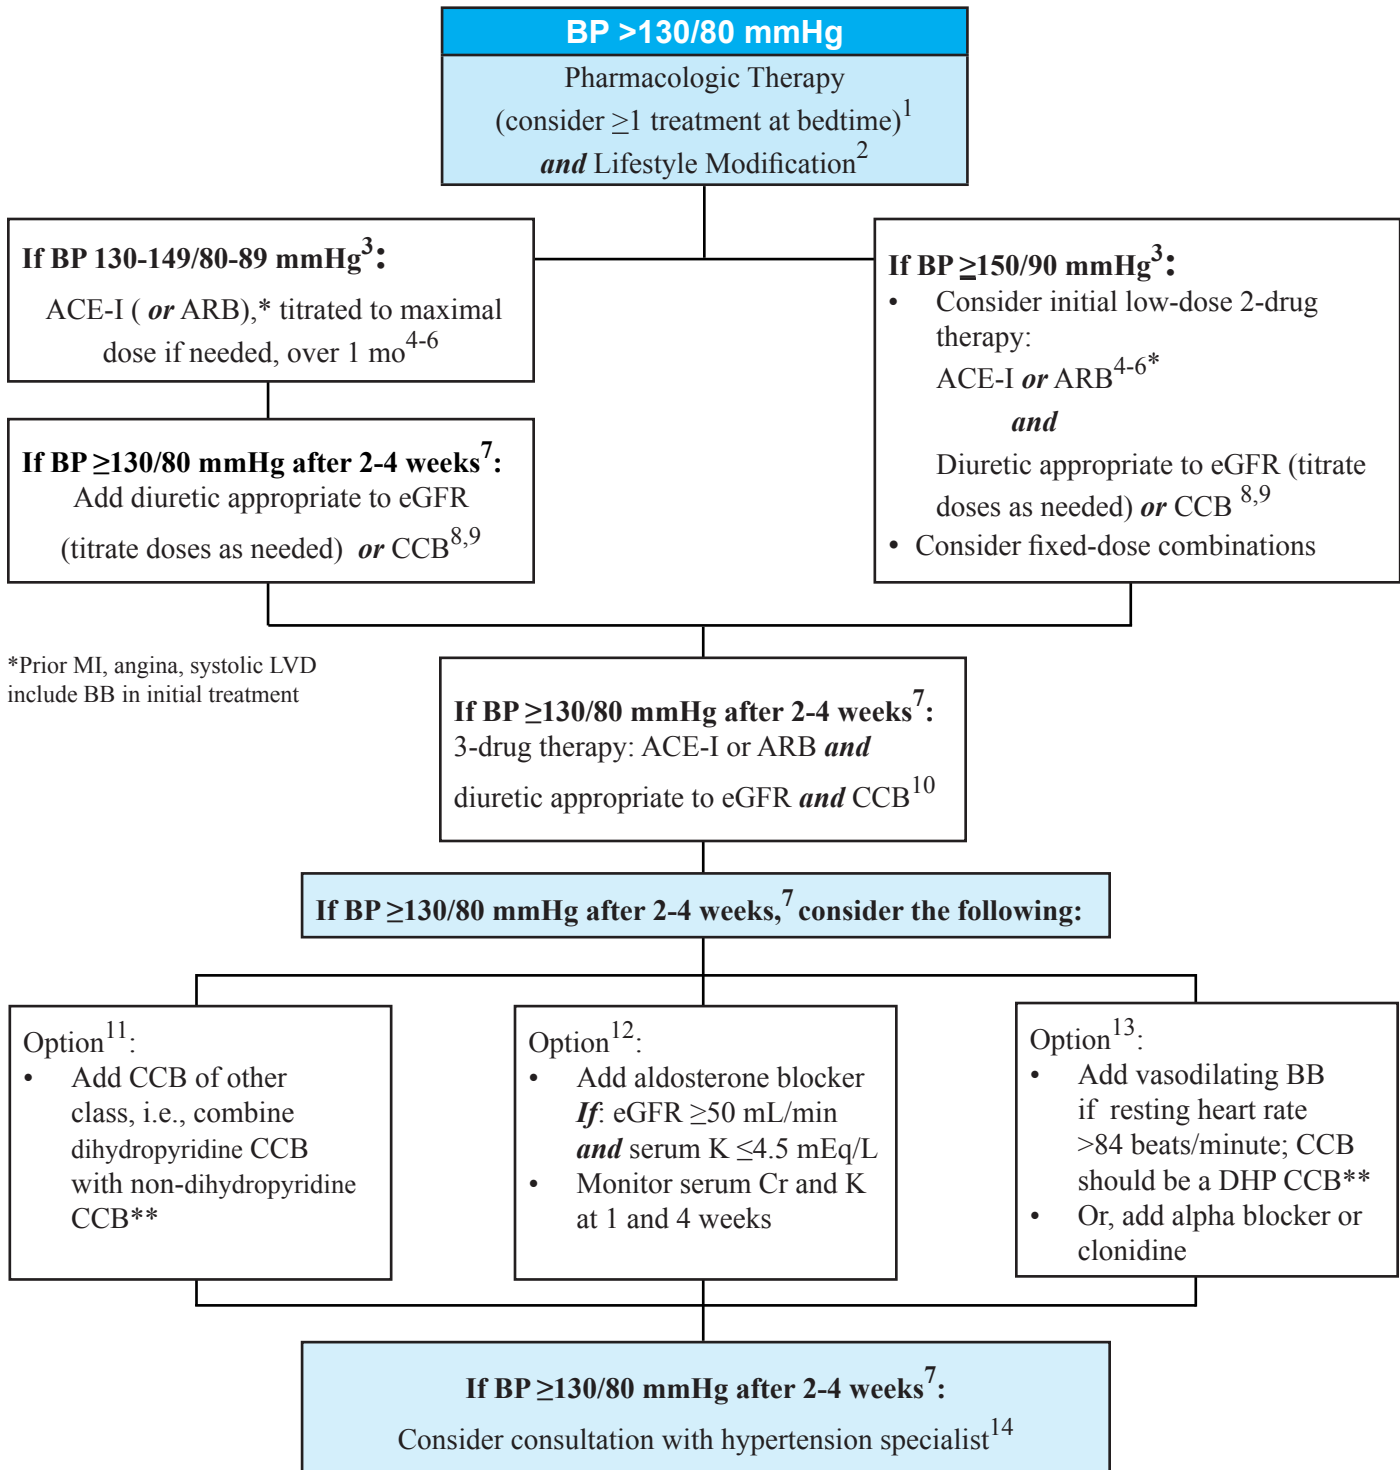 BP >130/80 mmHg
Pharmacologic Therapy
(consider ≥1 treatment at bedtime)1
and Lifestyle Modification2
If BP 130-149/80-89 mmHg3:
ACE-I ( or ARB),* titrated to maximal
dose if needed, over 1 mo4-6
If BP ≥150/90 mmHg3:
• Consider initial low-dose 2-drug
therapy:
ACE-I or ARB4-6*
and
Diuretic appropriate to eGFR (titrate
doses as needed) or CCB 8,9
• Consider fixed-dose combinations
If BP ≥130/80 mmHg after 2-4 weeks7:
Add diuretic appropriate to eGFR
(titrate doses as needed) or CCB8,9
*Prior MI, angina, systolic LVD
include BB in initial treatment
If BP ≥130/80 mmHg after 2-4 weeks7:
3-drug therapy: ACE-I or ARB and
diuretic appropriate to eGFR and CCB10
If BP ≥130/80 mmHg after 2-4 weeks,7 consider the following:
Option11:
• Add CCB of other
class, i.e., combine
dihydropyridine CCB
with non-dihydropyridine
CCB**
Option12:
• Add aldosterone blocker
If: eGFR ≥50 mL/min
and serum K ≤4.5 mEq/L
• Monitor serum Cr and K
at 1 and 4 weeks
Option13:
• Add vasodilating BB
if resting heart rate
>84 beats/minute; CCB
should be a DHP CCB**
• Or, add alpha blocker or
clonidine
If BP ≥130/80 mmHg after 2-4 weeks7:
Consider consultation with hypertension specialist14